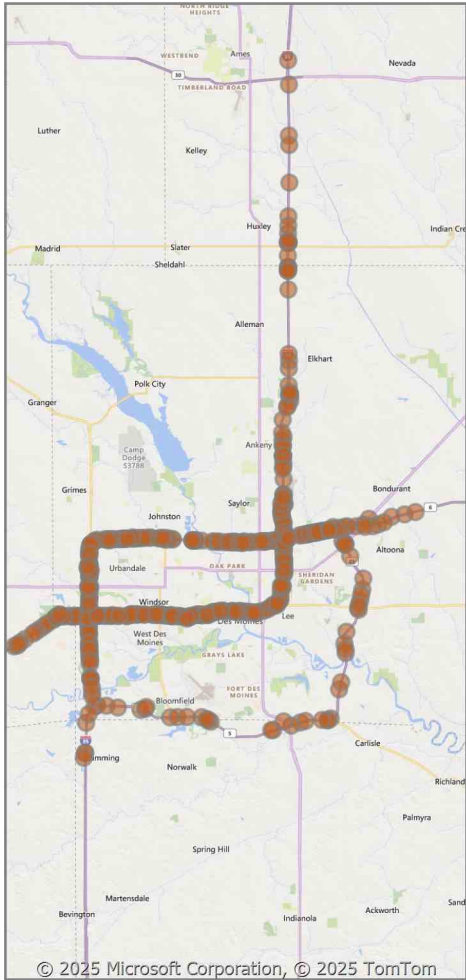 NORTH RIDGE
HEIGHTS
WESTBEND
Ames
30
Nevada
TIMBERLAND ROAD
Luther
Kelley
Huxley
Indian Cre
Madrid
Slater
Sheldahl
Alleman
Elkhart
Polk City
Granger
Ankeny
Camp
Dodge
53788
Grimes
Bondurant
Saylor
6
Johnston
Altoona
OAK PARK
Urbandale
SHERIDAN
GARDENS
Windsor
Des Moines
Lee
West Des
Moines
GRAYS LAKE
FORT DES
MOINES
Bloomfield
5
Carlisle
mming
Norwalk
Richland
Palmyra
Spring Hill
Martensdale
Sand
Ackworth
Bevington
Indianola
© 2025 Microsoft Corporation, © 2025 TomTom